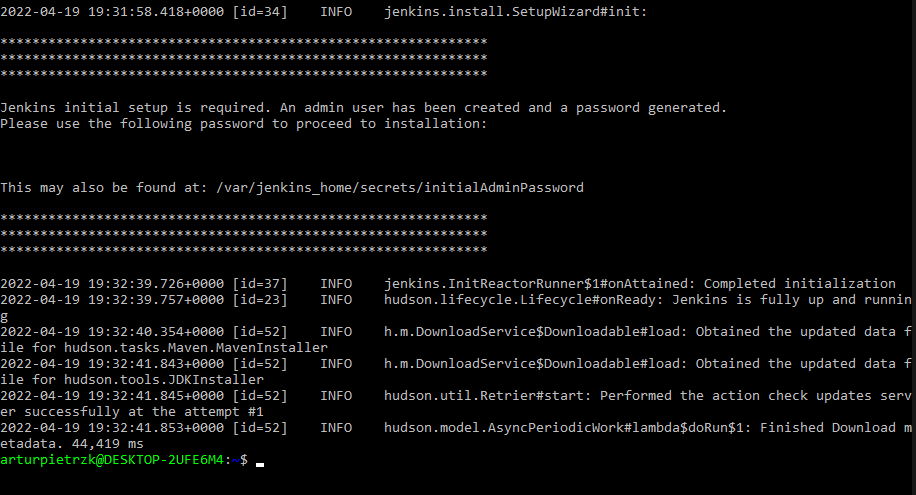 2022-04-19 19:31:58.418+0000 [id=34]    INFO    jenkins.install.SetupWizard#init:
*************************************************************
*************************************************************
*************************************************************
Jenkins initial setup is required. An admin user has been created and a password generated.
Please use the following password to proceed to installation:
This may also be found at: /var/jenkins_home/secrets/initialAdminPassword
*************************************************************
*************************************************************
*************************************************************
2022-04-19 19:32:39.726+0000 [id=37]    INFO    jenkins.InitReactorRunner$1#onAttained: Completed initialization
2022-04-19 19:32:39.757+0000 [id=23]    INFO    hudson.lifecycle.Lifecycle#onReady: Jenkins is fully up and runnin
g
2022-04-19 19:32:40.354+0000 [id=52]    INFO    h.m.DownloadService$Downloadable#load: Obtained the updated data f
ile for hudson.tasks.Maven.MavenInstaller
2022-04-19 19:32:41.843+0000 [id=52]    INFO    h.m.DownloadService$Downloadable#load: Obtained the updated data f
ile for hudson.tools.JDKInstaller
2022-04-19 19:32:41.845+0000 [id=52]    INFO    hudson.util.Retrier#start: Performed the action check updates serv
er successfully at the attempt #1
2022-04-19 19:32:41.853+0000 [id=52]    INFO    hudson.model.AsyncPeriodicWork#lambda$doRun$1: Finished Download m
etadata. 44,419 ms
arturpietrzk@DESKTOP-2UFE6M4:~$